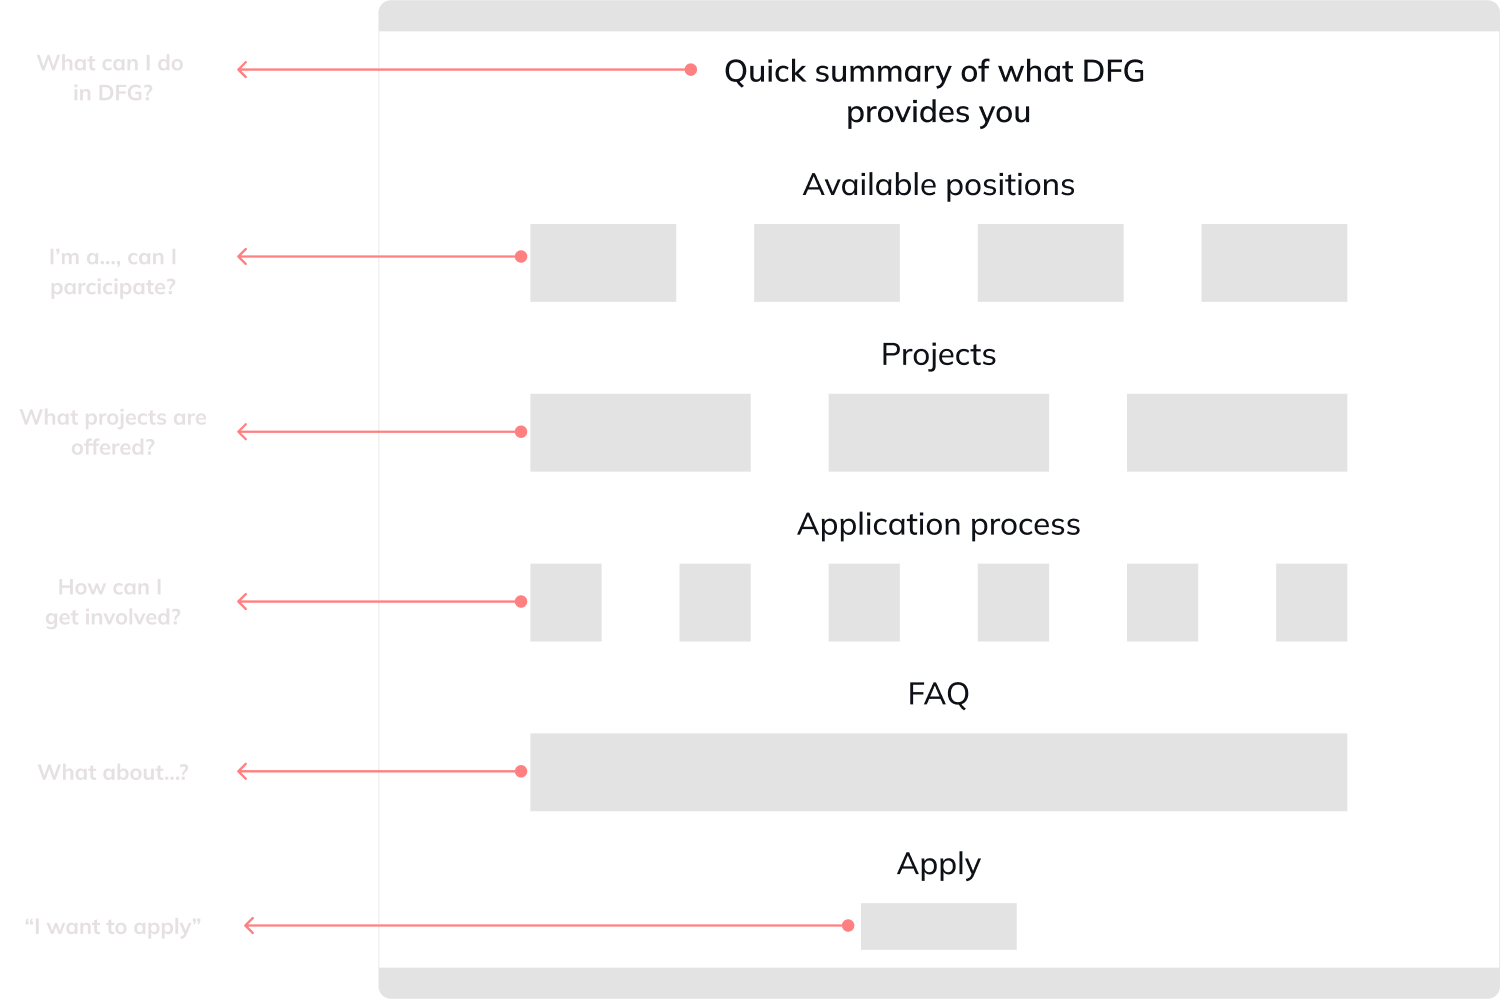 What can I do
in DFG?
Quick summary of what DFG
provides you
Available positions
I'm a..., can I
parcicipate?
Projects
What projects are
offered?
Application process
How can I
get involved?
FAQ
What about...?
Apply
“I want to apply”